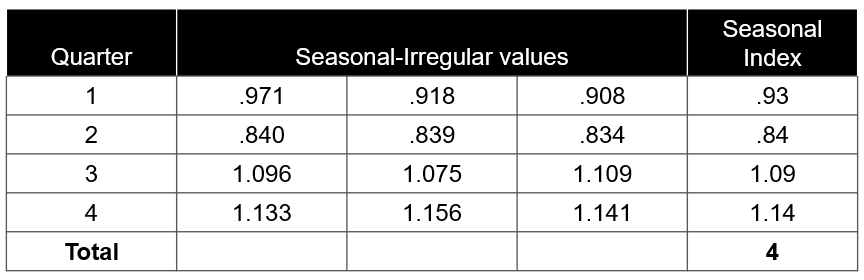 Quarter Seasonal-Irregular values Seasonal Index
1 .971 .918 .908 .93
2 .840 .839 .834 .84
3 1.096 1.075 1.109 1.09
4 1.133 1.156 1.141 1.14
Total 4